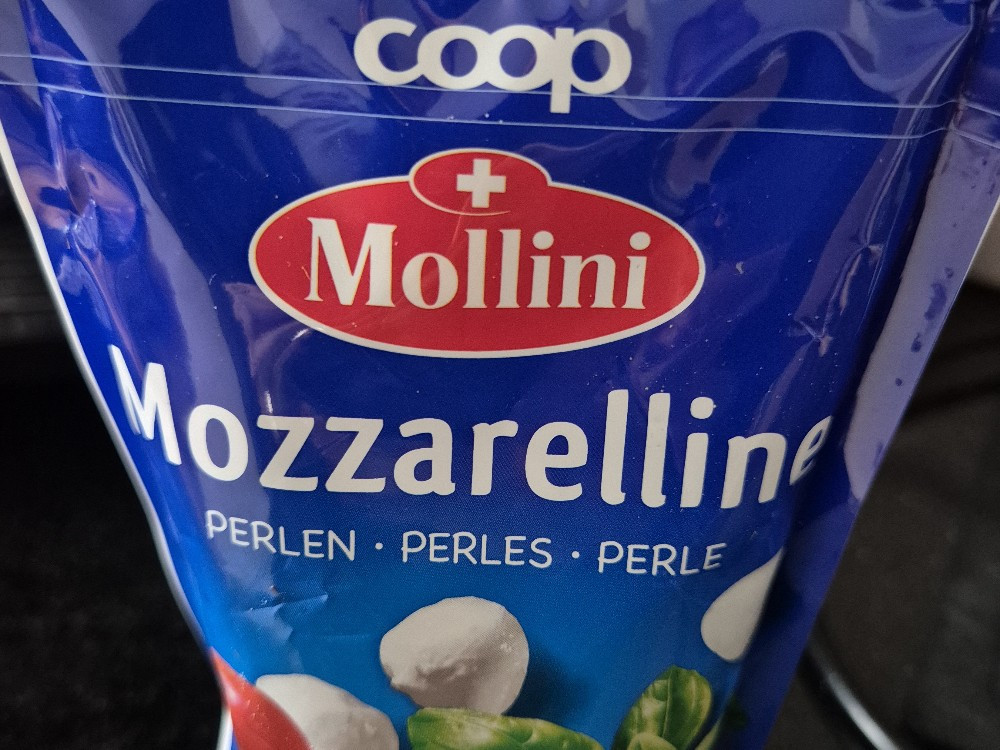 coop
Mollini
Mozzarelline
PERLEN · PERLES · PERLE